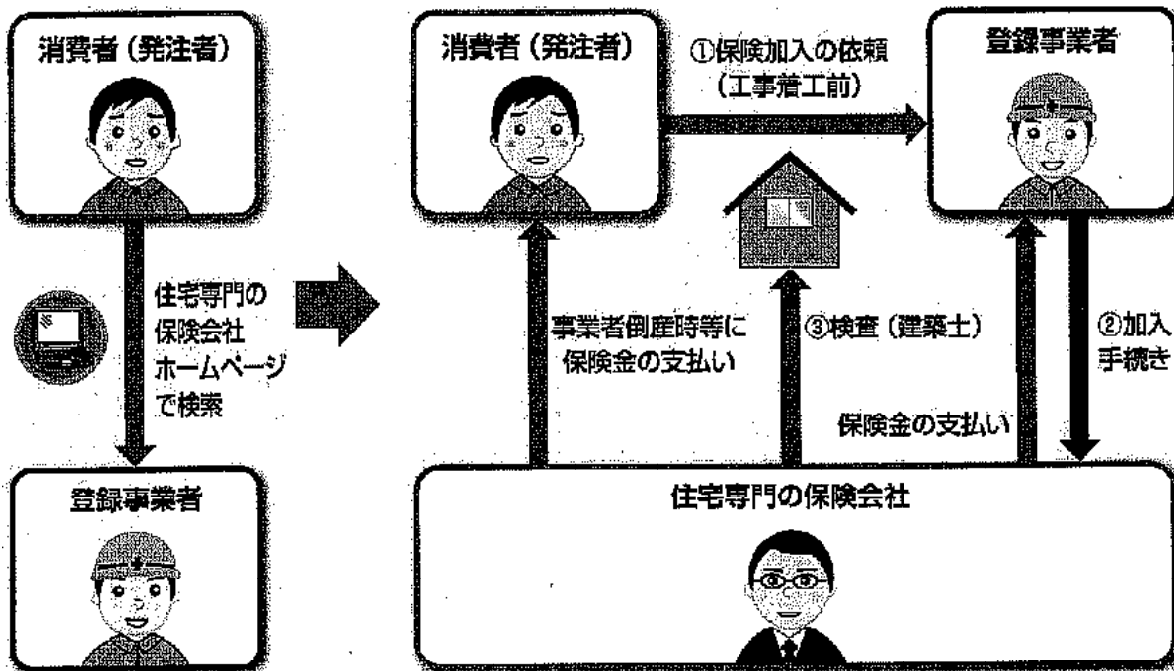 消費者（発注者）
住宅専門の
保険会社
ホームページ
で検索
登録事業者
消費者（発注者）
①保険加入の依頼
（工事着工前）
登録事業者
事業者倒産時等に
保険金の支払い
③検査（建築士）
保険金の支払い
②加入
手続き
住宅専門の保険会社